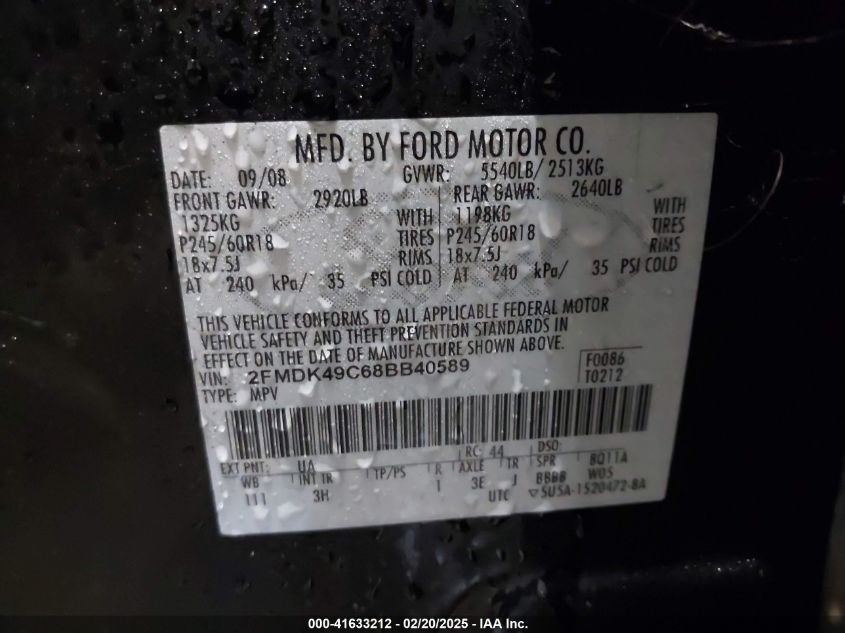 MFD. BY FORD MOTOR CO.
DATE: 09/08 GVWR: 5540LB/ 2513KG
FRONT GAWR: 2920LB REAR GAWR: 2640LB
1325KG WITH 1198KG WITH
P245/60R18 TIRES P245/60R18 TIRES
18x7.5J RIMS 18x7.5J RIMS
AT 240 kPa/ 35 PSI COLD AT 240 kPa/ 35 PSI COLD
THIS VEHICLE CONFORMS TO ALL APPLICABLE FEDERAL MOTOR
VEHICLE SAFETY AND THEFT PREVENTION STANDARDS IN
EFFECT ON THE DATE OF MANUFACTURE SHOWN ABOVE.
VIN: 2FMDK49C68BB40589 F0086
TYPE: MPV T0212
EXT PNT: UA RC: 44 DSO:
WB INT TR TP/PS R AXLE TR SPR BQ11A
111 3H 1 3E J BBBB W05
UTC ▽5U5A-1520472-BA
000-41633212 - 02/20/2025 - IAA Inc.